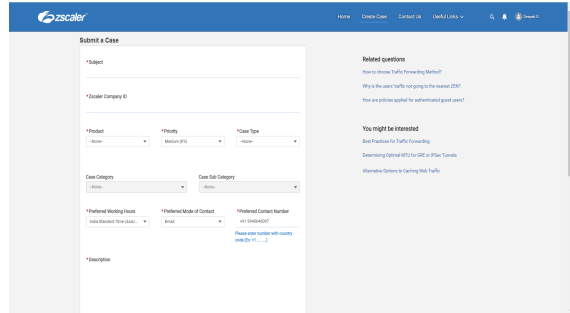 zscaler
Home
Create Case
Contact Us
Useful Links
Deepak G
Submit a Case
*Subject
*Zscaler Company ID
*Product
*Priority
*Case Type
--None--
Medium (P3)
--None--
Case Category
Case Sub Category
--None--
--None--
*Preferred Working Hours
*Preferred Mode of Contact
*Preferred Contact Number
India Standard Time (Asia/...
Email
Please enter number with country
code (Ex: +1 ........)
*Description
Related questions
How to choose Traffic Forwarding Method?
Why is the users' traffic not going to the nearest ZEN?
How are policies applied for authenticated guest users?
You might be interested
Best Practices for Traffic Forwarding
Determining Optimal MTU for GRE or IPSec Tunnels
Alternative Options to Caching Web Traffic